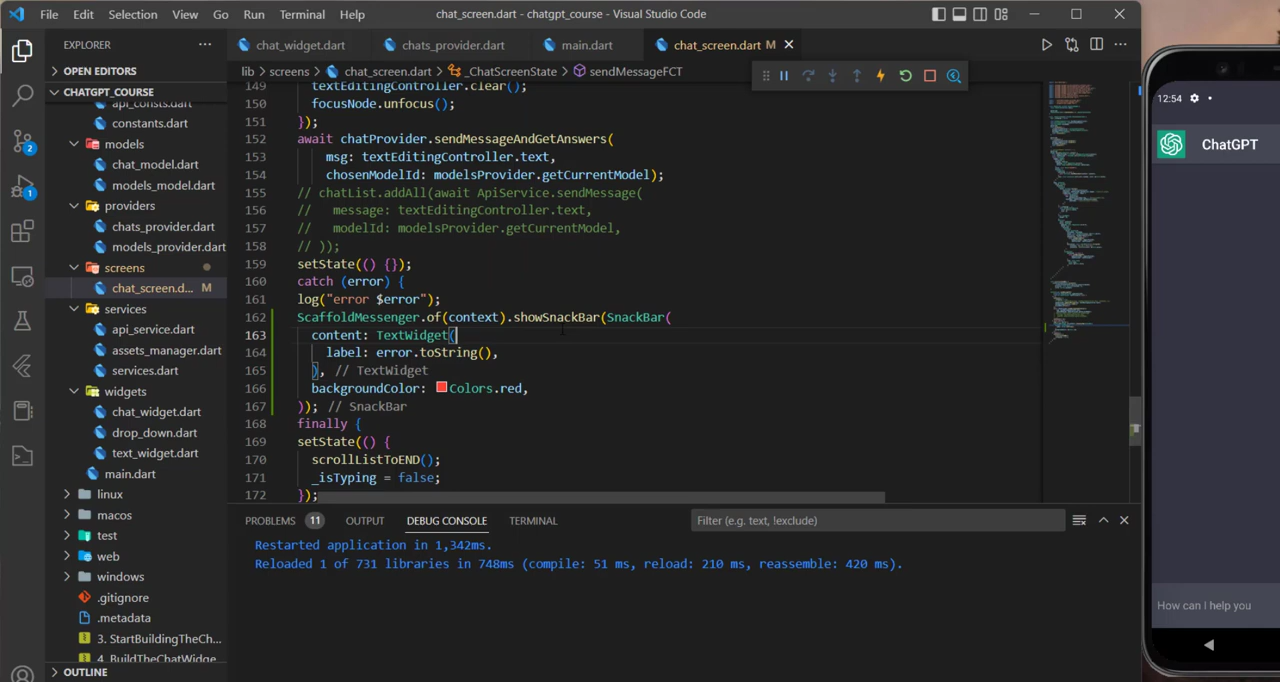 File Edit Selection View Go Run Terminal Help chat_screen.dart - chatgpt_course - Visual Studio Code
EXPLORER
chat_widget.dart chats_provider.dart main.dart chat_screen.dart M
OPEN EDITORS
CHATGPT_COURSE
api_consts.dart
constants.dart
models
chat_model.dart
models_model.dart
providers
chats_provider.dart
models_provider.dart
screens
chat_screen.d... M
services
api_service.dart
assets_manager.dart
services.dart
widgets
chat_widget.dart
drop_down.dart
text_widget.dart
main.dart
linux
macos
test
web
windows
.gitignore
.metadata
3. StartBuildingTheCh...
4. BuildTheChatWidge
OUTLINE
2
1
lib > screens > chat_screen.dart > _ChatScreenState > sendMessageFCT
149 textEditingController.clear();
150 focusNode.unfocus();
151 });
152 await chatProvider.sendMessageAndGetAnswers(
153 msg: textEditingController.text,
154 chosenModelId: modelsProvider.getCurrentModel);
155 // chatList.addAll(await ApiService.sendMessage(
156 // message: textEditingController.text,
157 // modelId: modelsProvider.getCurrentModel,
158 // ));
159 setState(() {});
160 catch (error) {
161 log("error $error");
162 ScaffoldMessenger.of(context).showSnackBar(SnackBar(
163 content: TextWidget(
164 label: error.toString(),
165 ), // TextWidget
166 backgroundColor: Colors.red,
167 )); // SnackBar
168 finally {
169 setState(() {
170 scrollListToEND();
171 _isTyping = false;
172 });
PROBLEMS 11 OUTPUT DEBUG CONSOLE TERMINAL Filter (e.g. text, !exclude)
Restarted application in 1,342ms.
Reloaded 1 of 731 libraries in 748ms (compile: 51 ms, reload: 210 ms, reassemble: 420 ms).
12:54
ChatGPT
How can I help you